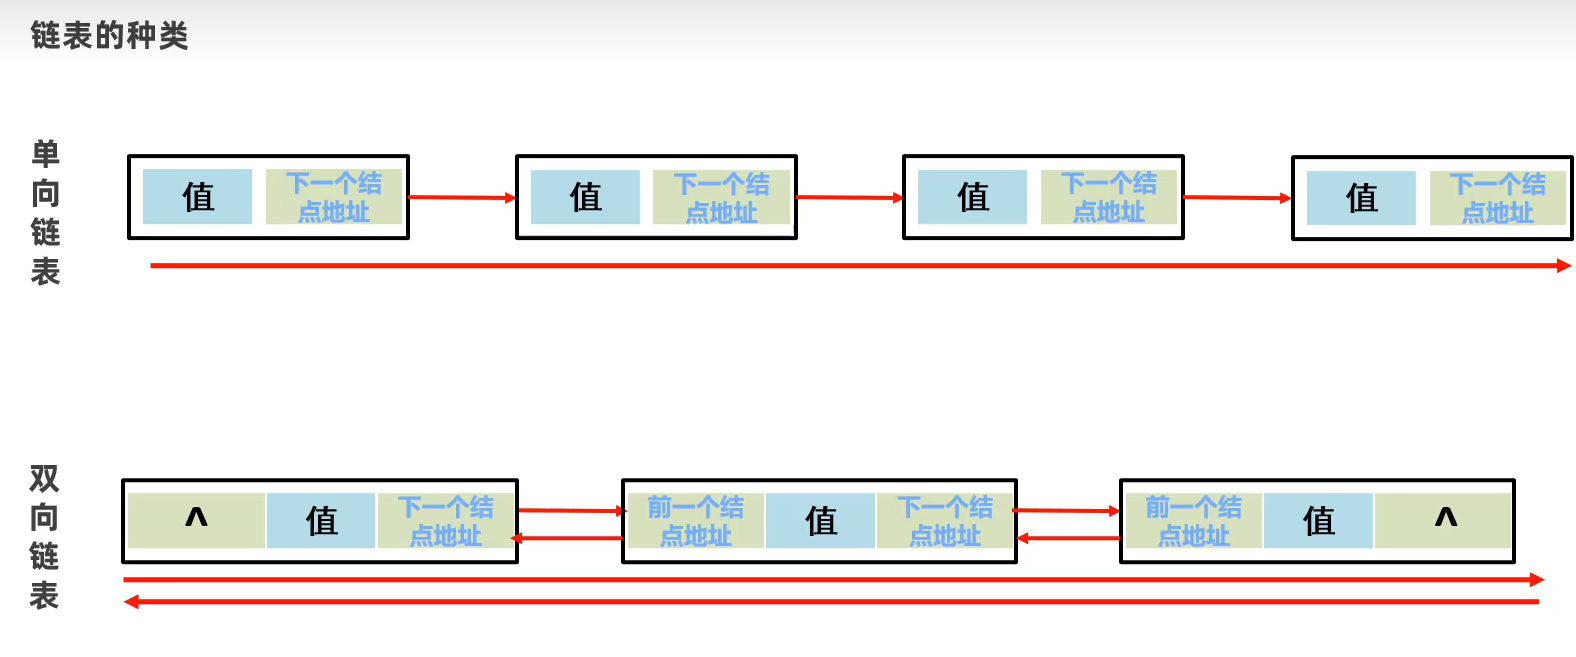 链表的种类
单向链表
值
下一个结
点地址
值
下一个结
点地址
值
下一个结
点地址
值
下一个结
点地址
双向链表
^
值
下一个结
点地址
前一个结
点地址
值
下一个结
点地址
前一个结
点地址
值
^